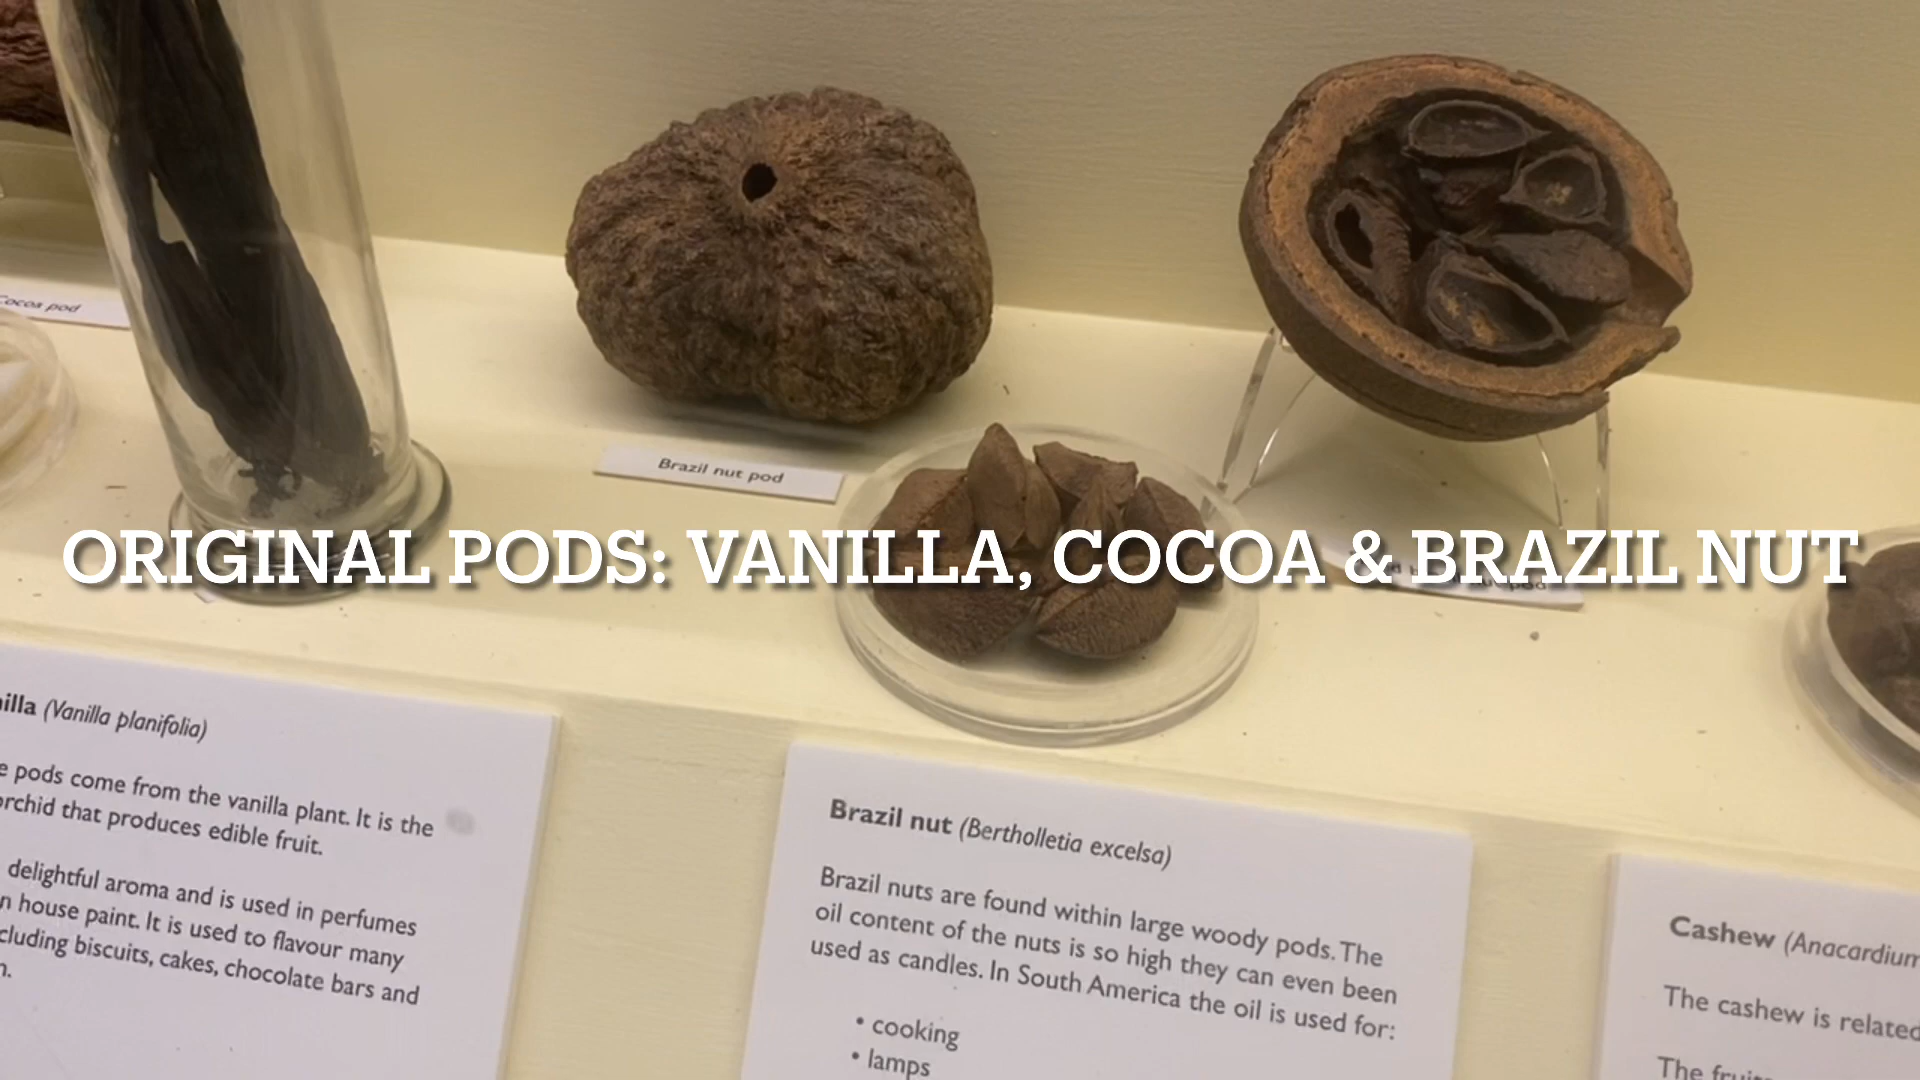 Cocoa pod
Brazil nut pod
ORIGINAL PODS: VANILLA, COCOA & BRAZIL NUT
(Vanilla planifolia)
pods come from the vanilla plant. It is the
that produces edible fruit.
delightful aroma and is used in perfumes
house paint. It is used to flavour many
biscuits, cakes, chocolate bars and
Brazil nut (Bertholletia excelsa)
Brazil nuts are found within large woody pods. The
oil content of the nuts is so high they can even been
used as candles. In South America the oil is used for:
• cooking
• lamps
Cashew (Anacardium
The cashew is related
The